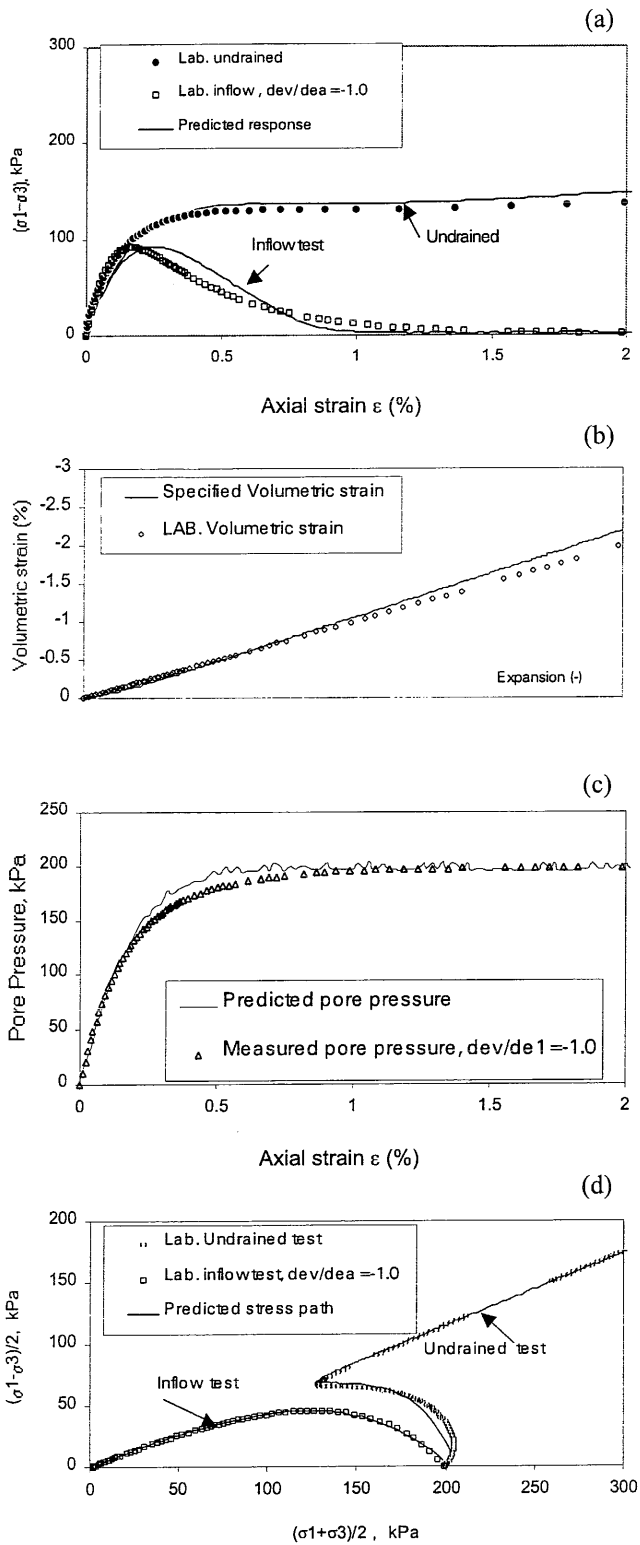 (a)
300
200
100
0
(σ1-σ3), kPa
Lab. undrained
Lab. inflow , dev/dea=-1.0
Predicted response
Inflow test
Undrained
0
0.5
1
1.5
2
Axial strain ε (%)
(b)
-3
-2.5
-2
-1.5
-1
-0.5
0
Volumetric strain (%)
Specified Volumetric strain
LAB. Volumetric strain
Expansion (-)
(c)
250
200
150
100
50
0
Pore Pressure, kPa
Predicted pore pressure
Measured pore pressure, dev/de1=-1.0
0
0.5
1
1.5
2
Axial strain ε (%)
(d)
200
150
100
50
0
(σ1-σ3)/2, kPa
Lab. Undrained test
Lab. inflowtest, dev/dea=-1.0
Predicted stress path
Undrained test
Inflow test
0
50
100
150
200
250
300
(σ1+σ3)/2 , kPa